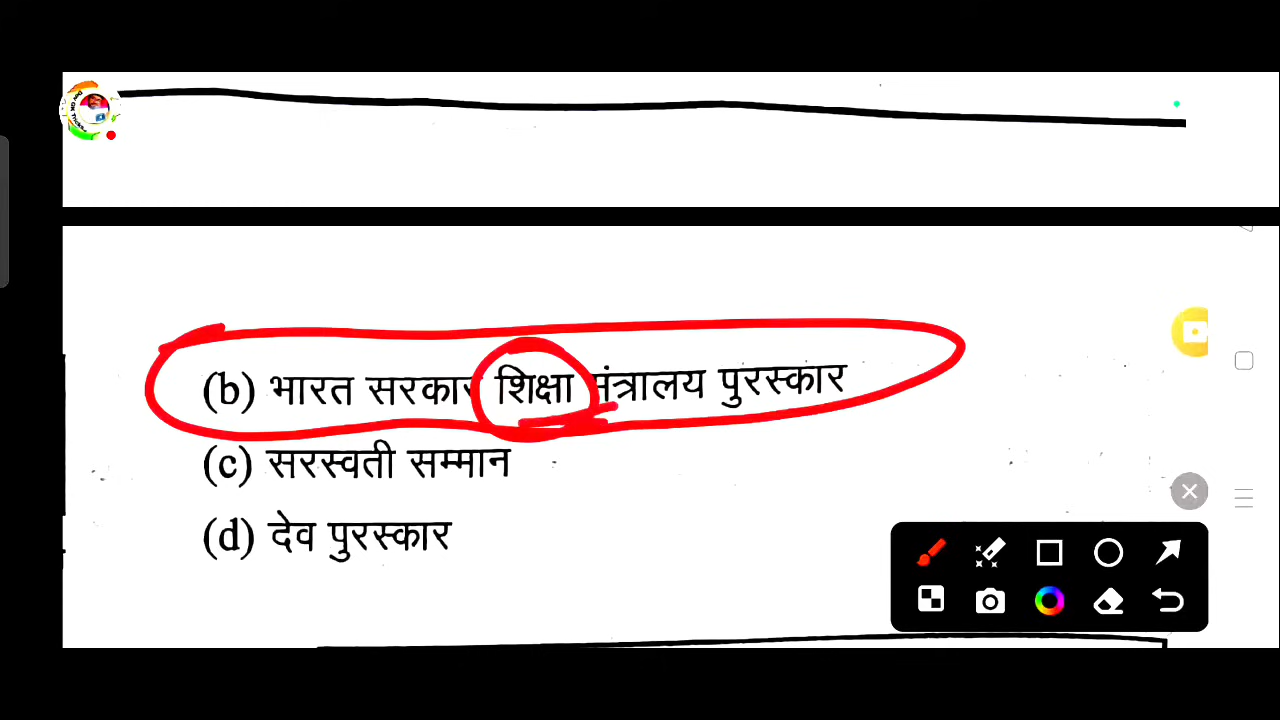 (b) भारत सरकार शिक्षा मंत्रालय पुरस्कार
(c) सरस्वती सम्मान
(d) देव पुरस्कार